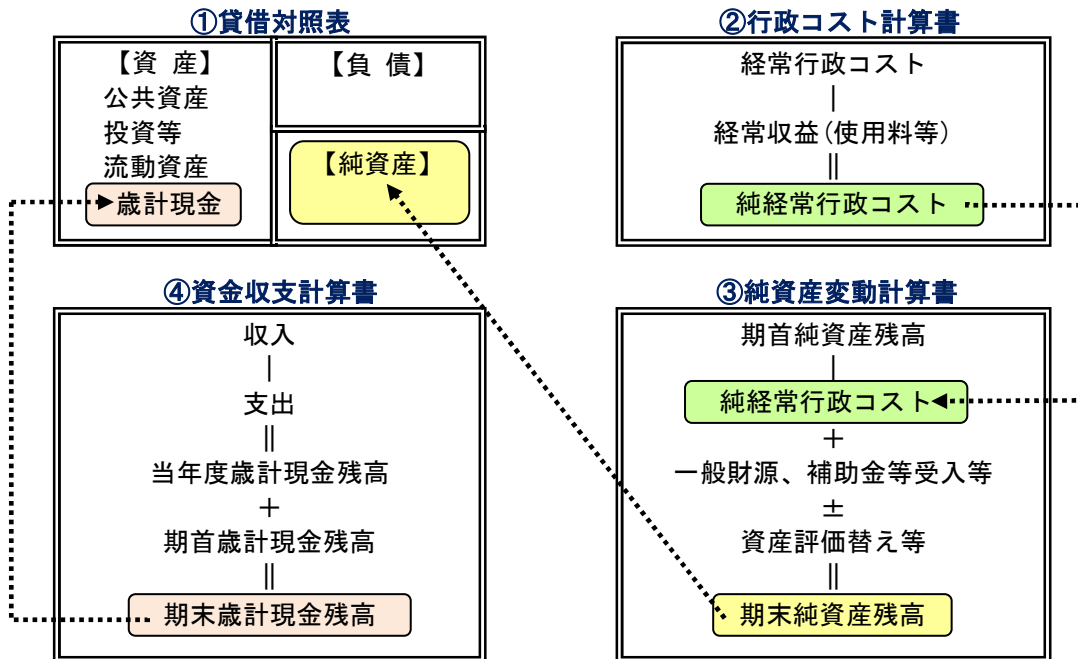 ①貸借対照表
【資 産】
公共資産
投資等
流動資産
歳計現金
【負 債】
【純資産】
②行政コスト計算書
経常行政コスト
|
経常収益(使用料等)
||
純経常行政コスト
④資金収支計算書
収入
|
支出
||
当年度歳計現金残高
+
期首歳計現金残高
||
期末歳計現金残高
③純資産変動計算書
期首純資産残高
|
純経常行政コスト
+
一般財源、補助金等受入等
±
資産評価替え等
||
期末純資産残高